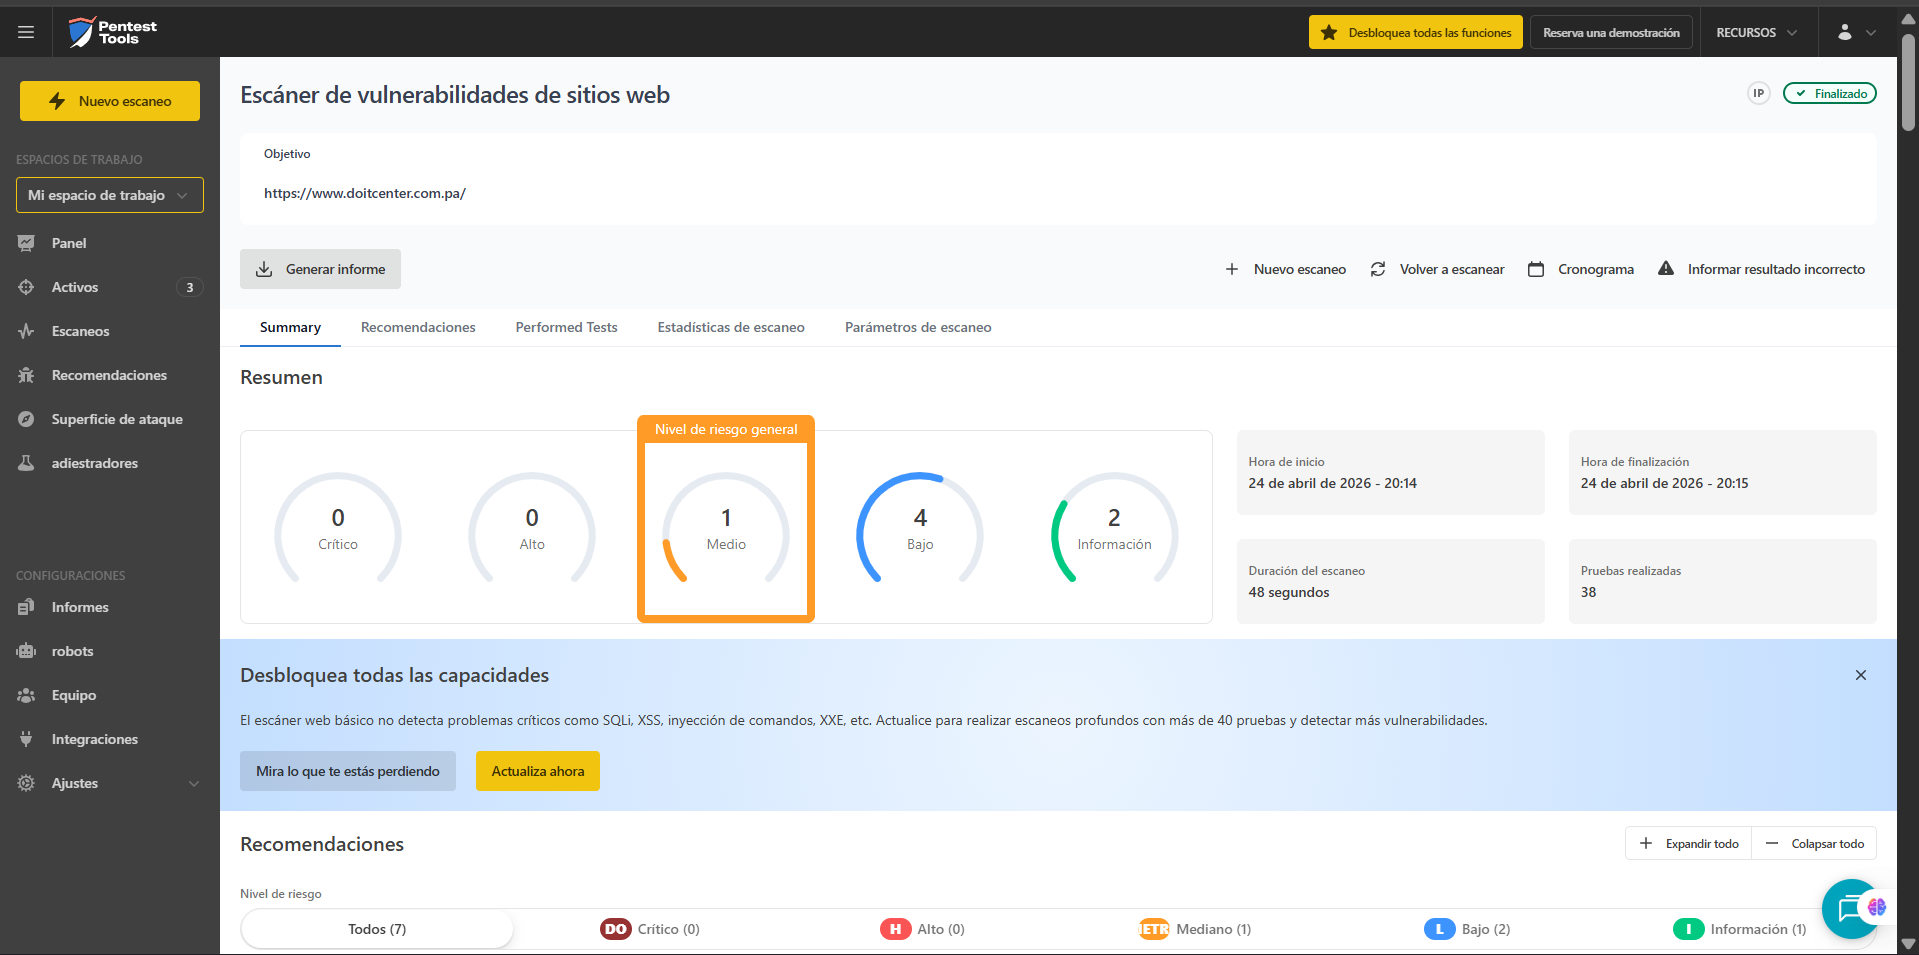 Pentest
Tools
Desbloquea todas las funciones
Reserva una demostración
RECURSOS
Nuevo escaneo
ESPACIOS DE TRABAJO
Mi espacio de trabajo
Panel
Activos 3
Escaneos
Recomendaciones
Superficie de ataque
adiestradores
CONFIGURACIONES
Informes
robots
Equipo
Integraciones
Ajustes
Escáner de vulnerabilidades de sitios web
IP
Finalizado
Objetivo
https://www.doitcenter.com.pa/
Generar informe
Nuevo escaneo
Volver a escanear
Cronograma
Informar resultado incorrecto
Summary
Recomendaciones
Performed Tests
Estadísticas de escaneo
Parámetros de escaneo
Resumen
Nivel de riesgo general
0
Crítico
0
Alto
1
Medio
4
Bajo
2
Información
Hora de inicio
24 de abril de 2026 - 20:14
Hora de finalización
24 de abril de 2026 - 20:15
Duración del escaneo
48 segundos
Pruebas realizadas
38
Desbloquea todas las capacidades
El escáner web básico no detecta problemas críticos como SQLi, XSS, inyección de comandos, XXE, etc. Actualice para realizar escaneos profundos con más de 40 pruebas y detectar más vulnerabilidades.
Mira lo que te estás perdiendo
Actualiza ahora
Recomendaciones
Expandir todo
Colapsar todo
Nivel de riesgo
Todos (7)
DO Crítico (0)
H Alto (0)
Mediano (1)
L Bajo (2)
I Información (1)